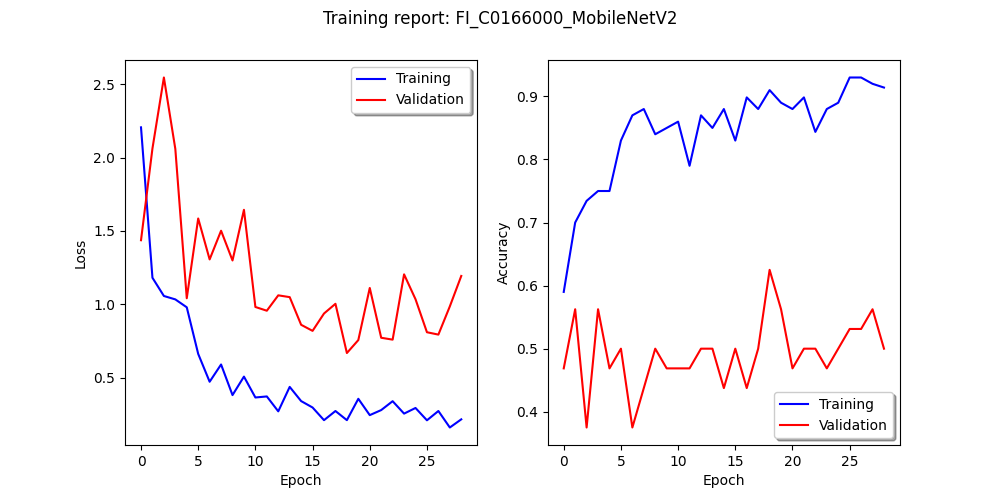 Training report: FI_C0166000_MobileNetV2
Training
Validation
2.5
2.0
1.5
1.0
0.5
Loss
0
5
10
15
20
25
Epoch
0.9
0.8
0.7
0.6
0.5
0.4
Accuracy
Training
Validation
0
5
10
15
20
25
Epoch